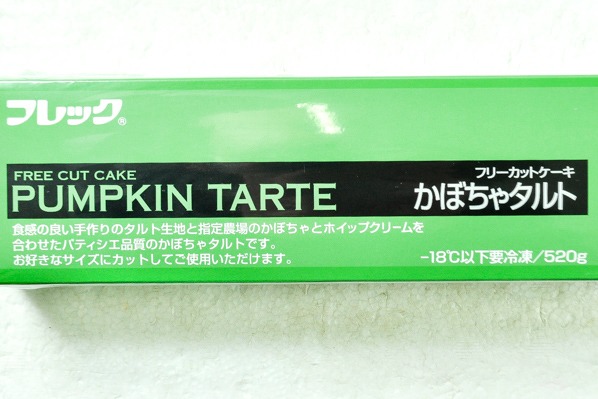 フレック®
FREE CUT CAKE
PUMPKIN TARTE
フリーカットケーキ
かぼちゃタルト
食感の良い手作りのタルト生地と指定農場のかぼちゃとホイップクリームを
合わせたパティシエ品質のかぼちゃタルトです。
お好きなサイズにカットしてご使用いただけます。
-18℃以下要冷凍/520g